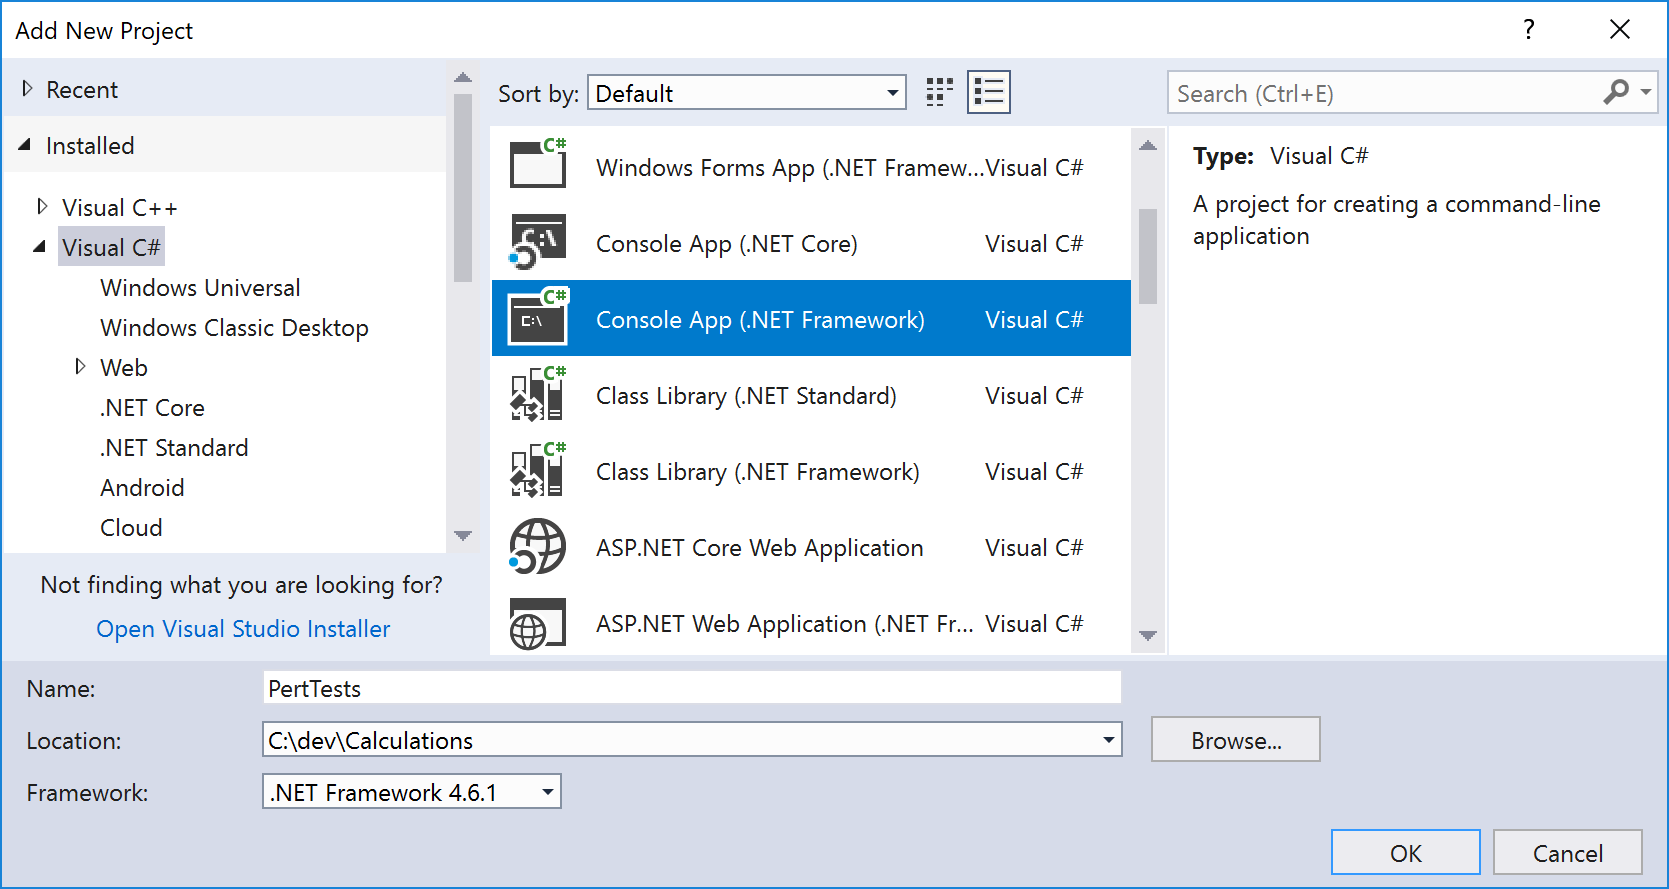 Add New Project
?
Recent
Installed
Visual C++
Visual C#
Windows Universal
Windows Classic Desktop
Web
.NET Core
.NET Standard
Android
Cloud
Not finding what you are looking for?
Open Visual Studio Installer
Sort by: Default
C# Windows Forms App (.NET Framew... Visual C#
C:\ Console App (.NET Core) Visual C#
C# C:\ Console App (.NET Framework) Visual C#
C# Class Library (.NET Standard) Visual C#
C# Class Library (.NET Framework) Visual C#
ASP.NET Core Web Application Visual C#
ASP.NET Web Application (.NET Fr... Visual C#
Search (Ctrl+E)
Type: Visual C#
A project for creating a command-line
application
Name: PertTests
Location: C:\dev\Calculations Browse...
Framework: .NET Framework 4.6.1
OK Cancel